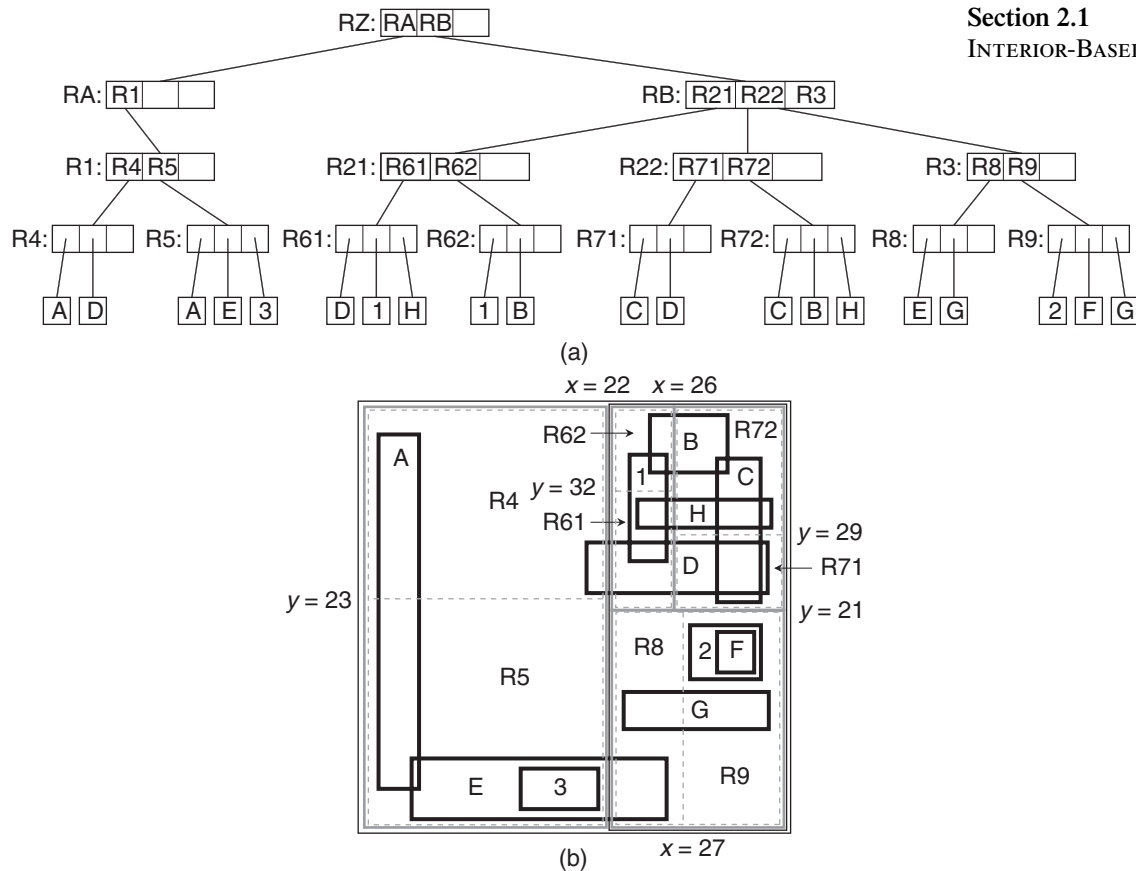 Section 2.1
RZ: RA RB
INTERIOR-BASE
RA: R1
RB: R21 R22 R3
R1: R4 R5
R21: R61 R62
R22: R71 R72
R3: R8 R9
R4: R5: R61: R62: R71: R72: R8: R9:
A D A E 3 D 1 H 1 B C D C B H E G 2 F G
(a)
x = 22 x = 26
R62 B R72
A 1 C
y = 32
R4
R61 H
y = 29
D R71
y = 23
y = 21
R8 2 F
R5
G
E 3 R9
x = 27
(b)